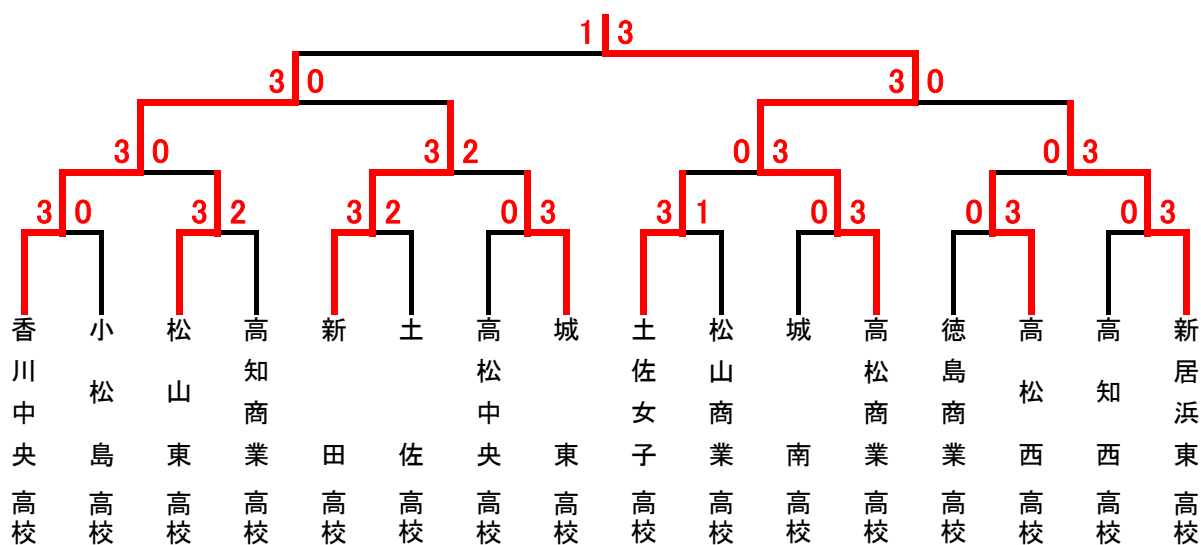 1 3
3 0 3 0
3 0 3 2 0 3 0 3
3 0 3 2 3 2 0 3 3 1 0 3 0 3 0 3
香川中央高校
小松島高校
松山東高校
高知商業高校
新田高校
土佐高校
高松中央高校
城東高校
土佐女子高校
松山商業高校
城南高校
高松商業高校
徳島商業高校
高松西高校
高知西高校
新居浜東高校